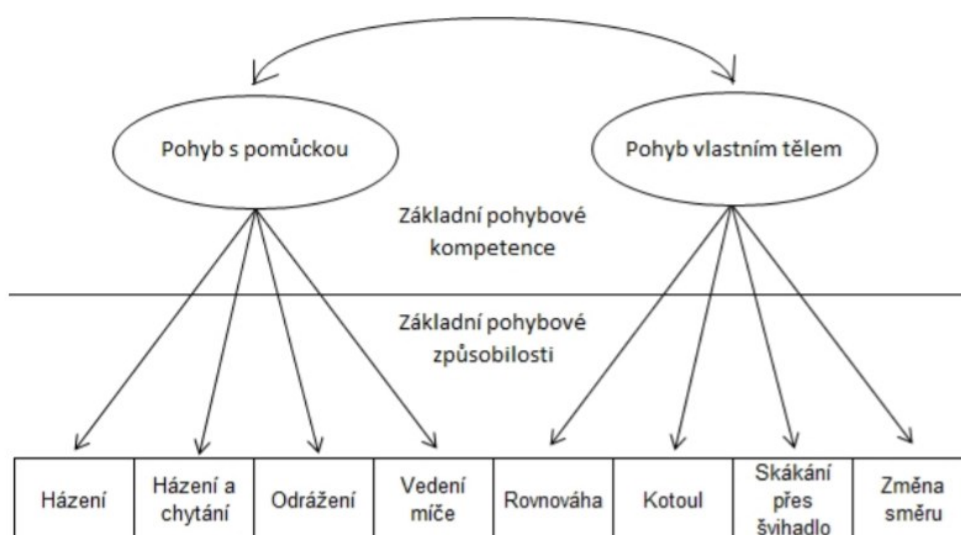 Pohyb s pomůckou
Pohyb vlastním tělem
Základní pohybové
kompetence
Základní pohybové
způsobilosti
Házení
Házení a
chytání
Odrážení
Vedení
míče
Rovnováha
Kotoul
Skákání
přes
švihadlo
Změna
směru